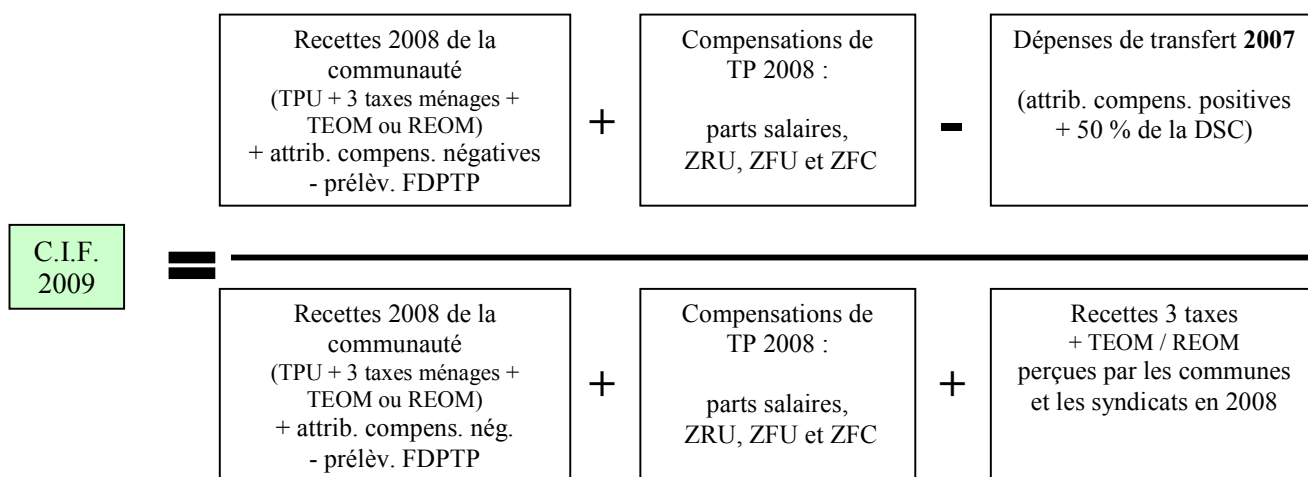 Recettes 2008 de la
communauté
(TPU + 3 taxes ménages +
TEOM ou REOM)
+ attrib. compens. négatives
- prélèv. FDPTP
+
Compensations de
TP 2008 :
parts salaires,
ZRU, ZFU et ZFC
-
Dépenses de transfert 2007
(attrib. compens. positives
+ 50 % de la DSC)
C.I.F.
2009
=
Recettes 2008 de la
communauté
(TPU + 3 taxes ménages +
TEOM ou REOM)
+ attrib. compens. nég.
- prélèv. FDPTP
+
Compensations de
TP 2008 :
parts salaires,
ZRU, ZFU et ZFC
+
Recettes 3 taxes
+ TEOM / REOM
perçues par les communes
et les syndicats en 2008